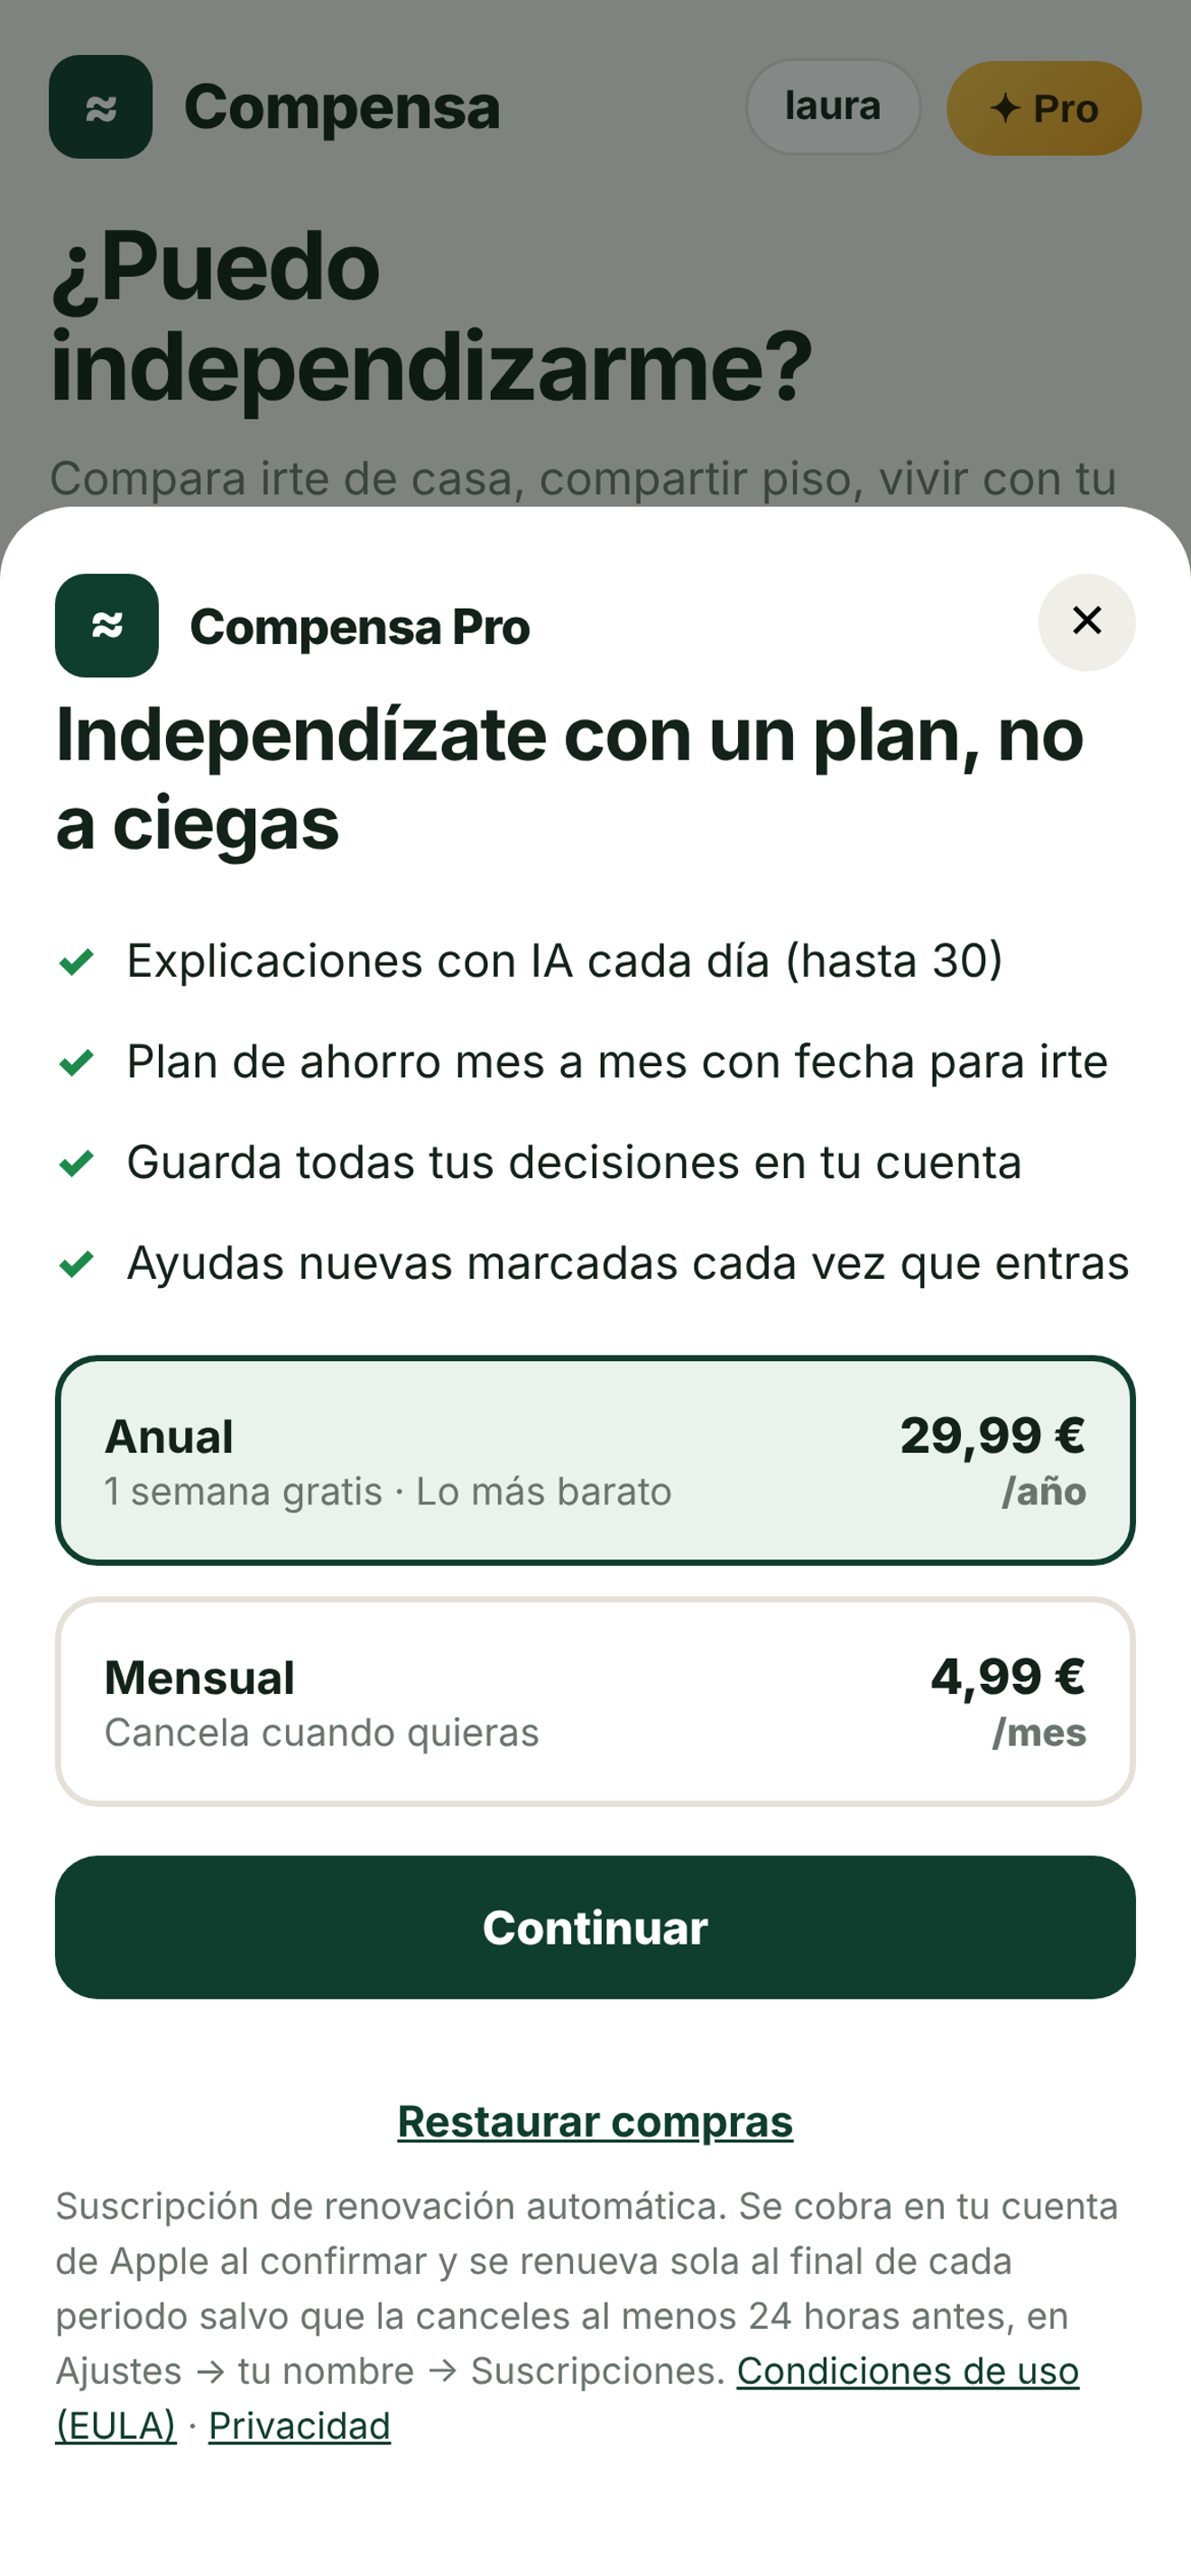 ≈ Compensa
laura
✦ Pro
¿Puedo
independizarme?
Compara irte de casa, compartir piso, vivir con tu
≈ Compensa Pro
✕
Independízate con un plan, no
a ciegas
✓ Explicaciones con IA cada día (hasta 30)
✓ Plan de ahorro mes a mes con fecha para irte
✓ Guarda todas tus decisiones en tu cuenta
✓ Ayudas nuevas marcadas cada vez que entras
Anual
1 semana gratis · Lo más barato
29,99 €
/año
Mensual
Cancela cuando quieras
4,99 €
/mes
Continuar
Restaurar compras
Suscripción de renovación automática. Se cobra en tu cuenta
de Apple al confirmar y se renueva sola al final de cada
periodo salvo que la canceles al menos 24 horas antes, en
Ajustes → tu nombre → Suscripciones. Condiciones de uso
(EULA) · Privacidad